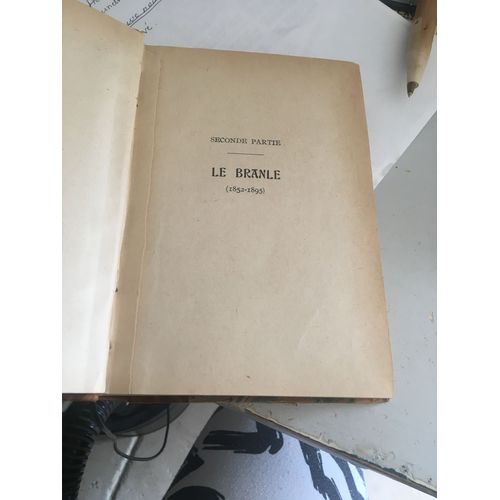 SECONDE PARTIE
LE BRANLE
(1852-1895)